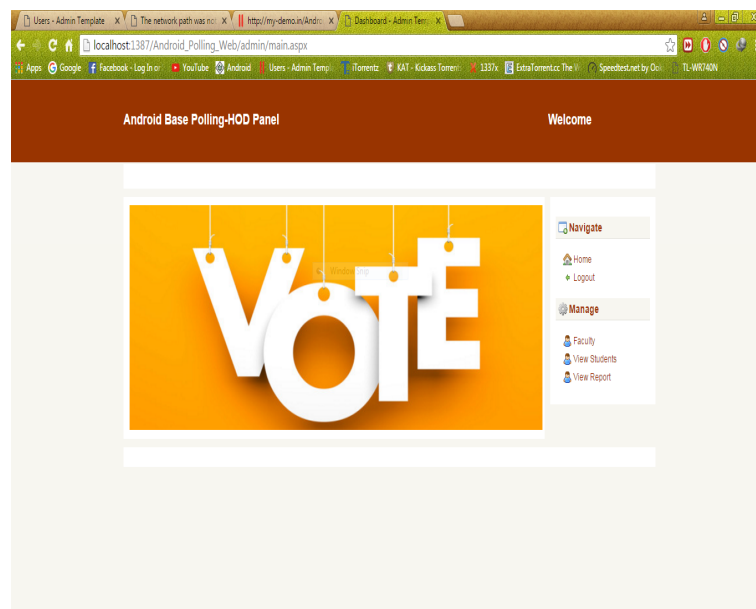 Users - Admin Template
The network path was not
http://my-demo.in/Andro
Dashboard - Admin Temp
localhost:1387/Android_Polling_Web/admin/main.aspx
Apps Google Facebook - Log In or YouTube Android Users - Admin Templ iTorrentz KAT - Kickass Torrents 1337x ExtraTorrent.cc The Speedtest.net by Ook TL-WR740N
Android Base Polling-HOD Panel
Welcome
VOTE
Window Snip
Navigate
Home
Logout
Manage
Faculty
View Students
View Report